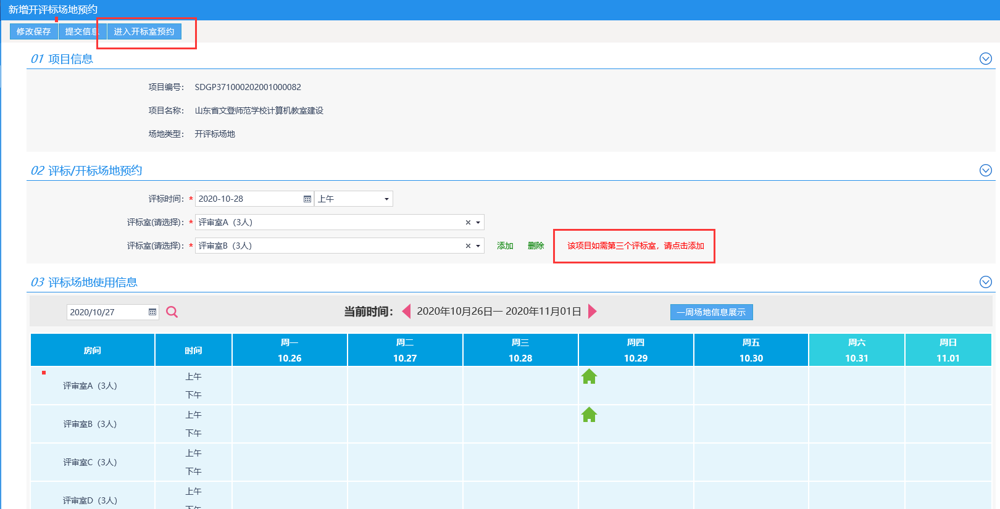 新增开评标场地预约
修改保存 提交信息 进入开标室预约
01 项目信息
项目编号： SDGP371000202001000082
项目名称： 山东省文登师范学校计算机教室建设
场地类型： 开评标场地
02 评标/开标场地预约
评标时间：* 2020-10-28 上午
评标室(请选择)：* 评审室A（3人）
评标室(请选择)：* 评审室B（3人） 添加 删除 该项目如需第三个评标室，请点击添加
03 评标场地使用信息
2020/10/27 当前时间： 2020年10月26日— 2020年11月01日 一周场地信息展示
房间 时间 周一 周二 周三 周四 周五 周六 周日
10.26 10.27 10.28 10.29 10.30 10.31 11.01
评审室A（3人） 上午
下午
评审室B（3人） 上午
下午
评审室C（3人） 上午
下午
评审室D（3人） 上午
下午